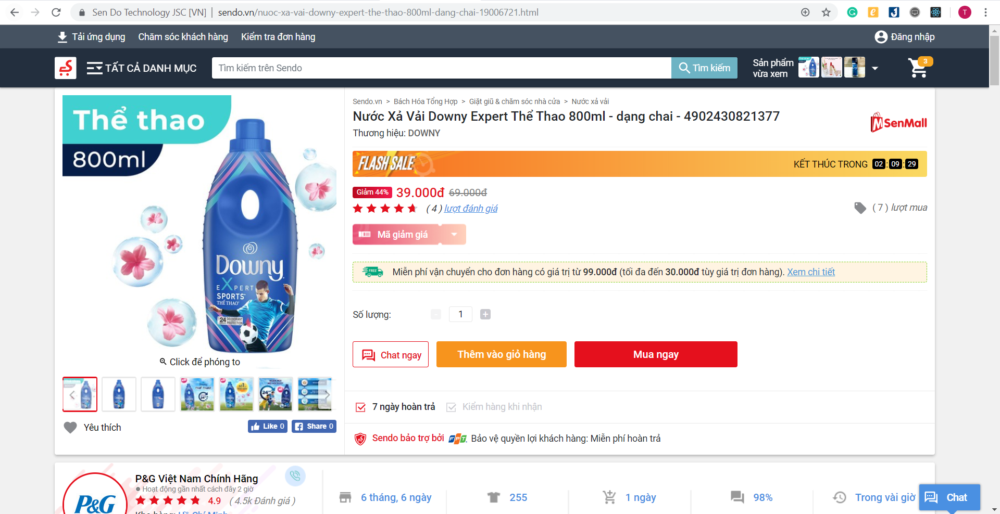 Sen Do Technology JSC [VN] | sendo.vn/nuoc-xa-vai-downy-expert-the-thao-800ml-dang-chai-19006721.html
T
Tải ứng dụng Chăm sóc khách hàng Kiểm tra đơn hàng Đăng nhập
TẤT CẢ DANH MỤC
Tìm kiếm trên Sendo
Tìm kiếm
Sản phẩm
vừa xem
3
Thể thao
800ml
Downy
EXPERT
SPORTS
THỂ THAO
24 DEODORANT
PROTECTION
Click để phóng to
Yêu thích
Like 0
Share 0
Sendo.vn > Bách Hóa Tổng Hợp > Giặt giũ & chăm sóc nhà cửa > Nước xả vải
Nước Xả Vải Downy Expert Thể Thao 800ml - dạng chai - 4902430821377
Thương hiệu: DOWNY
SenMall
FLASH SALE
KẾT THÚC TRONG 02 : 09 : 29
Giảm 44% 39.000đ 69.000đ
( 4 ) lượt đánh giá
( 7 ) lượt mua
Mã giảm giá
FREE
Miễn phí vận chuyển cho đơn hàng có giá trị từ 99.000đ (tối đa đến 30.000đ tùy giá trị đơn hàng). Xem chi tiết
Số lượng: - 1 +
Chat ngay
Thêm vào giỏ hàng
Mua ngay
7 ngày hoàn trả Kiểm hàng khi nhận
Sendo bảo trợ bởi FPT Bảo vệ quyền lợi khách hàng: Miễn phí hoàn trả
P&G
P&G Việt Nam Chính Hãng
Hoạt động gần nhất cách đây 2 giờ
4.9 ( 4.5k Đánh giá )
Kho hàng: Hồ Chí Minh
6 tháng, 6 ngày
255
1 ngày
98%
Trong vài giờ
Chat